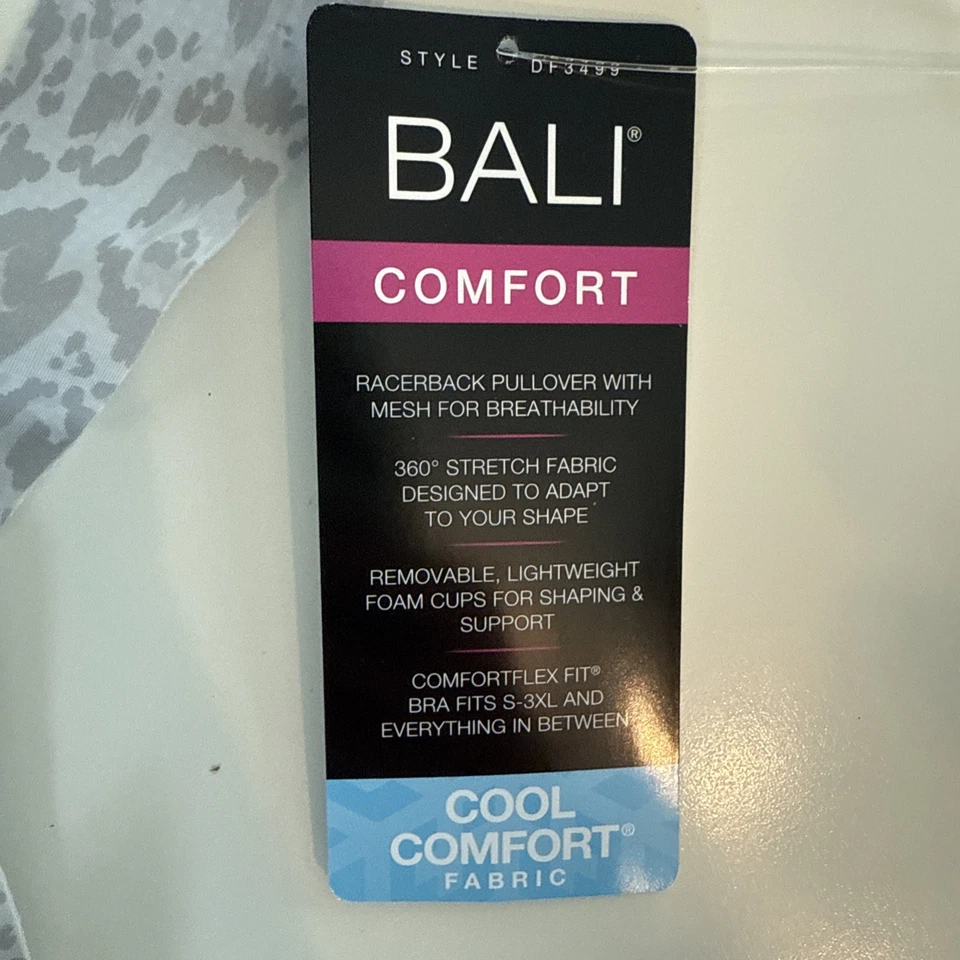 STYLE DF3499
BALI®
COMFORT
RACERBACK PULLOVER WITH
MESH FOR BREATHABILITY
360° STRETCH FABRIC
DESIGNED TO ADAPT
TO YOUR SHAPE
REMOVABLE, LIGHTWEIGHT
FOAM CUPS FOR SHAPING &
SUPPORT
COMFORTFLEX FIT®
BRA FITS S-3XL AND
EVERYTHING IN BETWEEN
COOL
COMFORT®
FABRIC